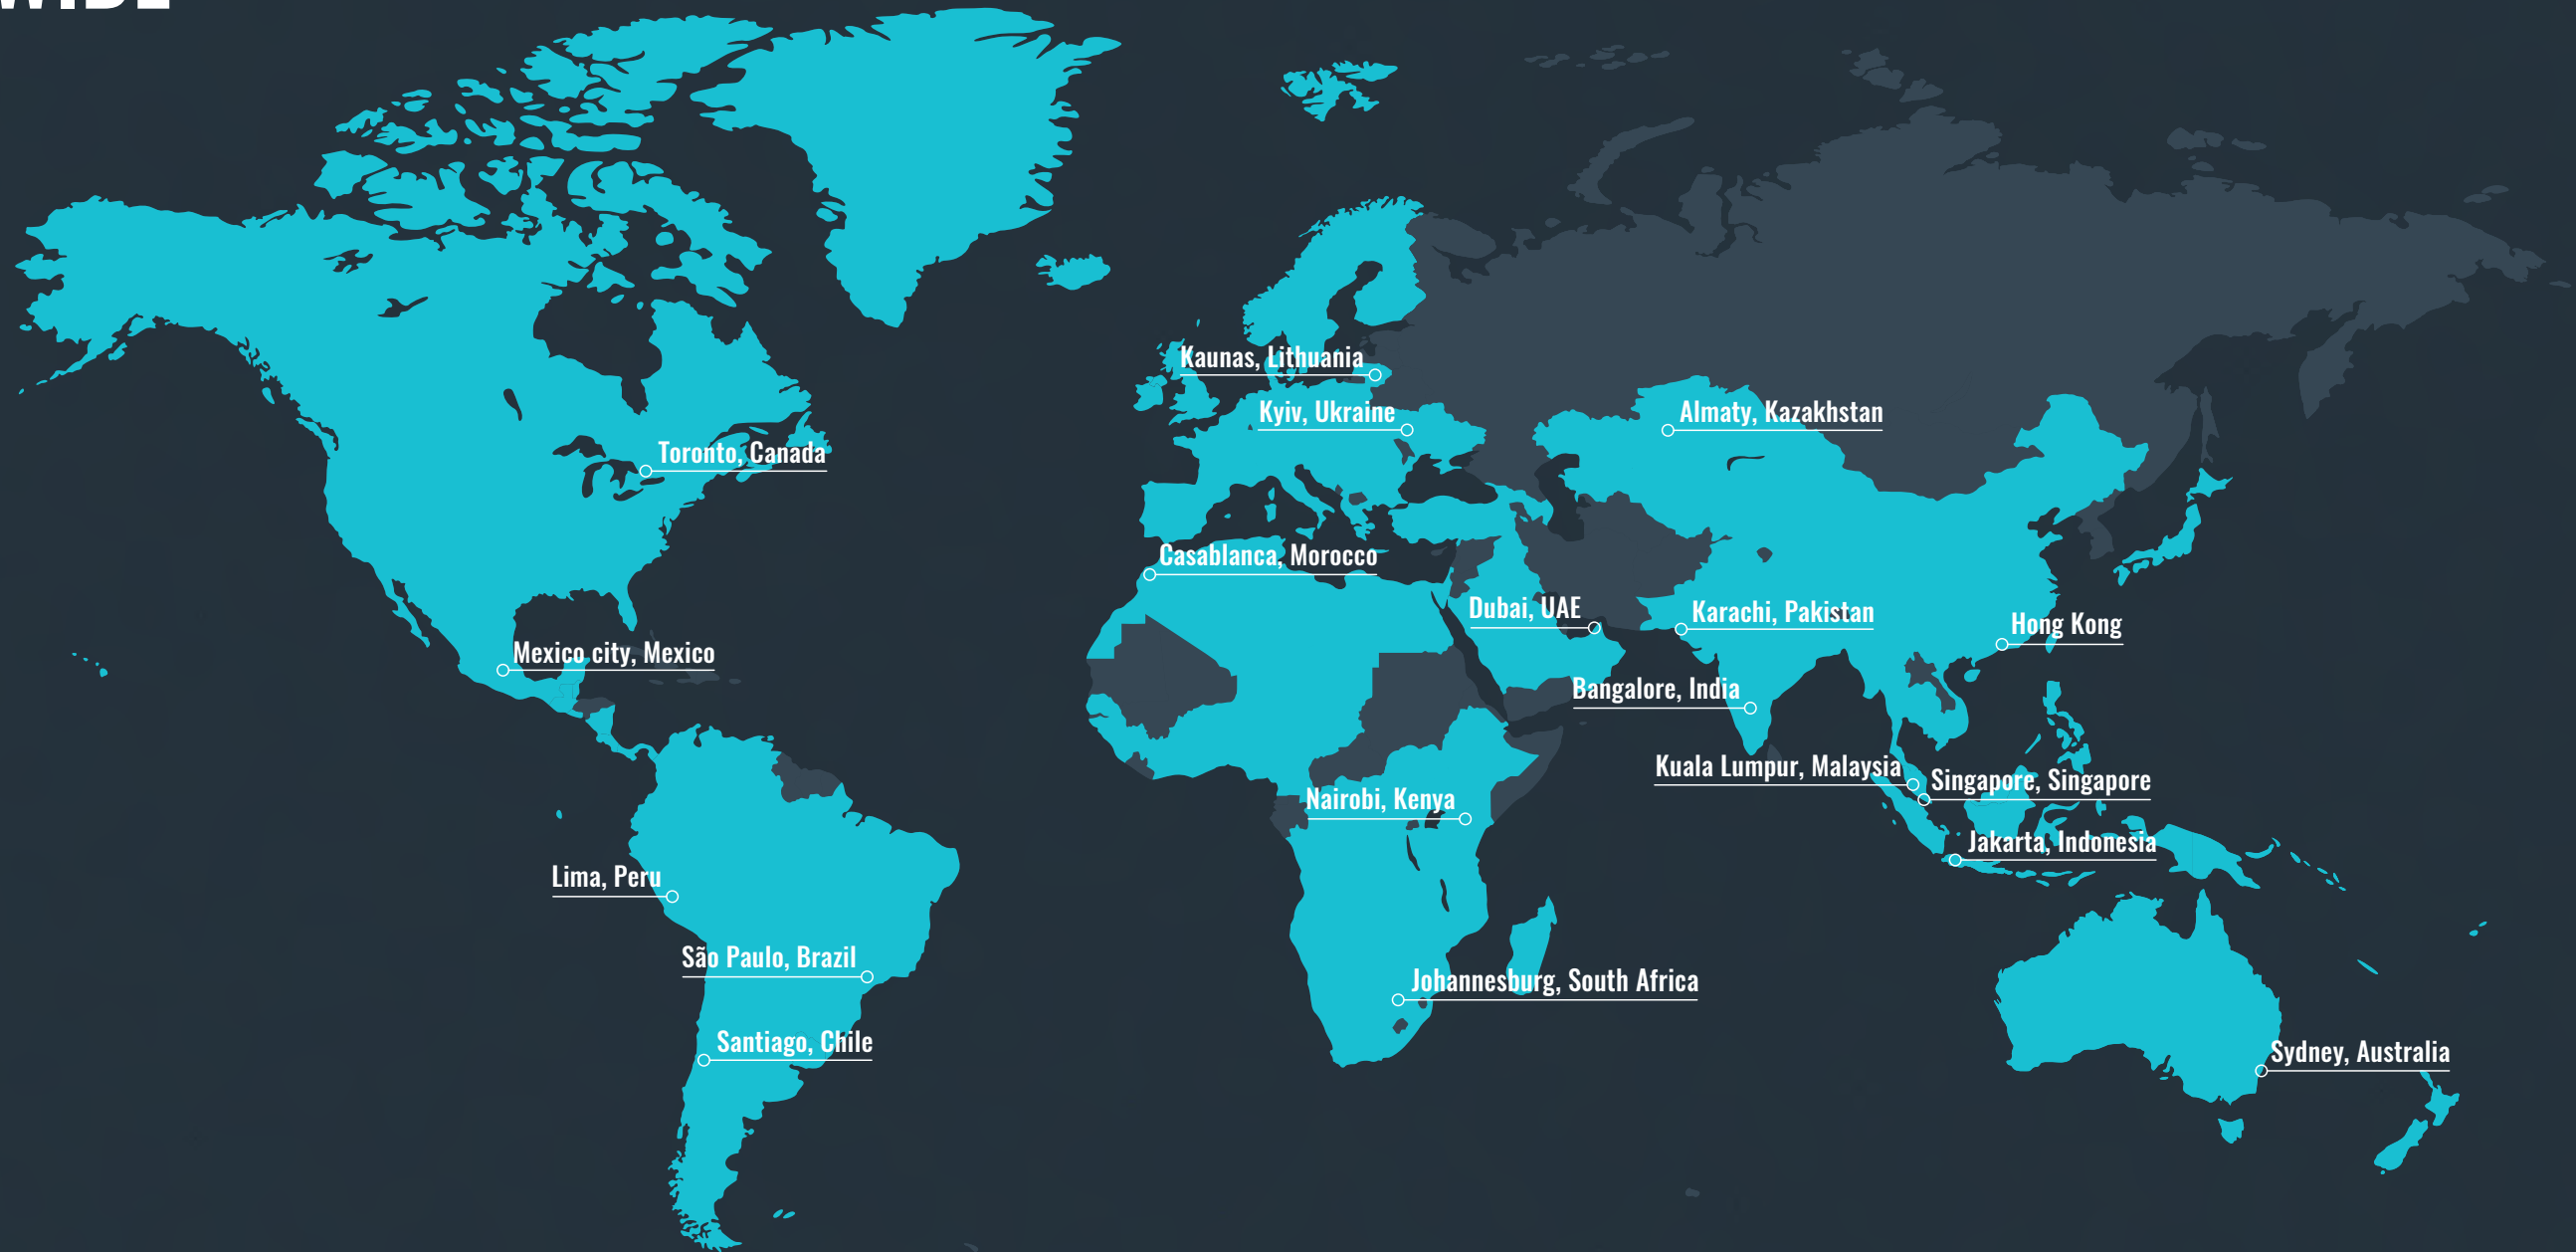 WIDE
Kaunas, Lithuania
Kyiv, Ukraine
Almaty, Kazakhstan
Toronto, Canada
Casablanca, Morocco
Dubai, UAE
Karachi, Pakistan
Hong Kong
Mexico city, Mexico
Bangalore, India
Kuala Lumpur, Malaysia
Singapore, Singapore
Nairobi, Kenya
Jakarta, Indonesia
Lima, Peru
São Paulo, Brazil
Johannesburg, South Africa
Santiago, Chile
Sydney, Australia